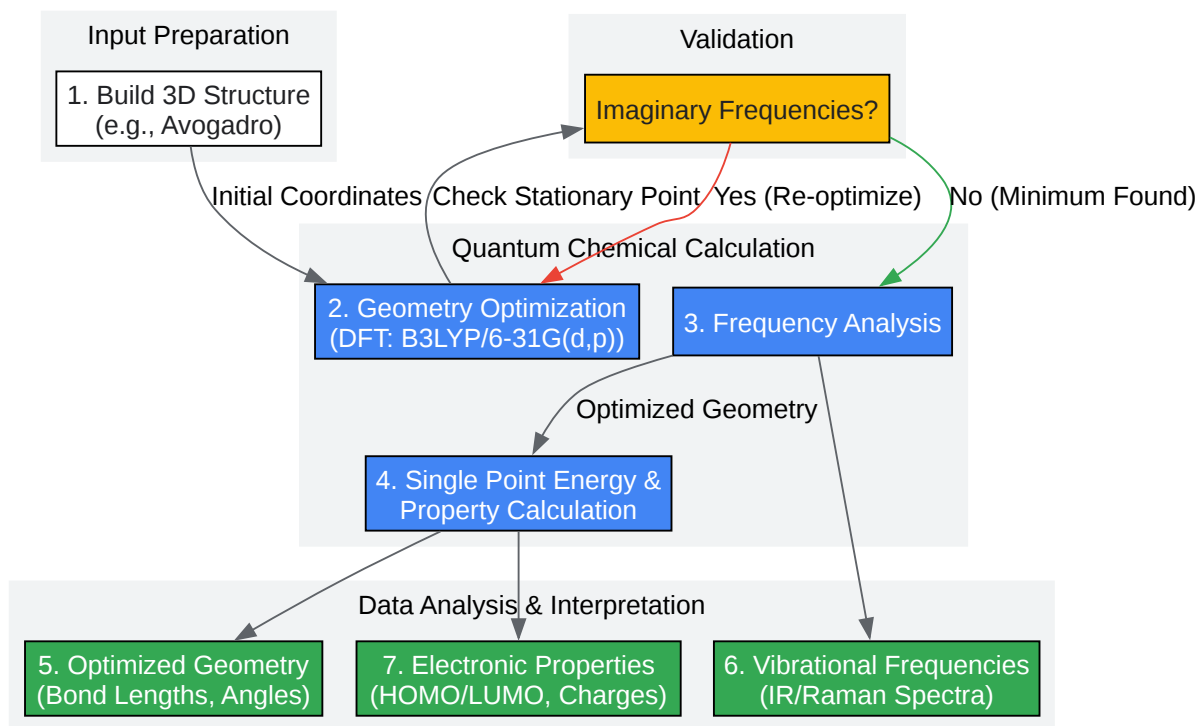 Input Preparation
Validation
1. Build 3D Structure
(e.g., Avogadro)
Imaginary Frequencies?
Initial Coordinates
Check Stationary Point
Yes (Re-optimize)
No (Minimum Found)
Quantum Chemical Calculation
2. Geometry Optimization
(DFT: B3LYP/6-31G(d,p))
3. Frequency Analysis
Optimized Geometry
4. Single Point Energy &
Property Calculation
Data Analysis & Interpretation
5. Optimized Geometry
(Bond Lengths, Angles)
7. Electronic Properties
(HOMO/LUMO, Charges)
6. Vibrational Frequencies
(IR/Raman Spectra)